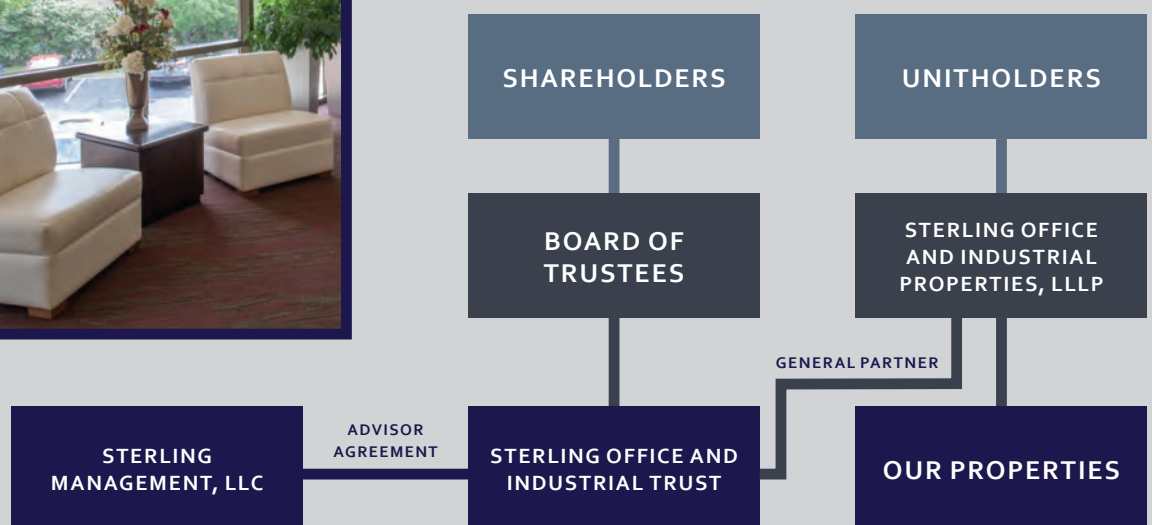 SHAREHOLDERS
UNITHOLDERS
BOARD OF
TRUSTEES
STERLING OFFICE
AND INDUSTRIAL
PROPERTIES, LLLP
GENERAL PARTNER
ADVISOR
AGREEMENT
STERLING
MANAGEMENT, LLC
STERLING OFFICE AND
INDUSTRIAL TRUST
OUR PROPERTIES